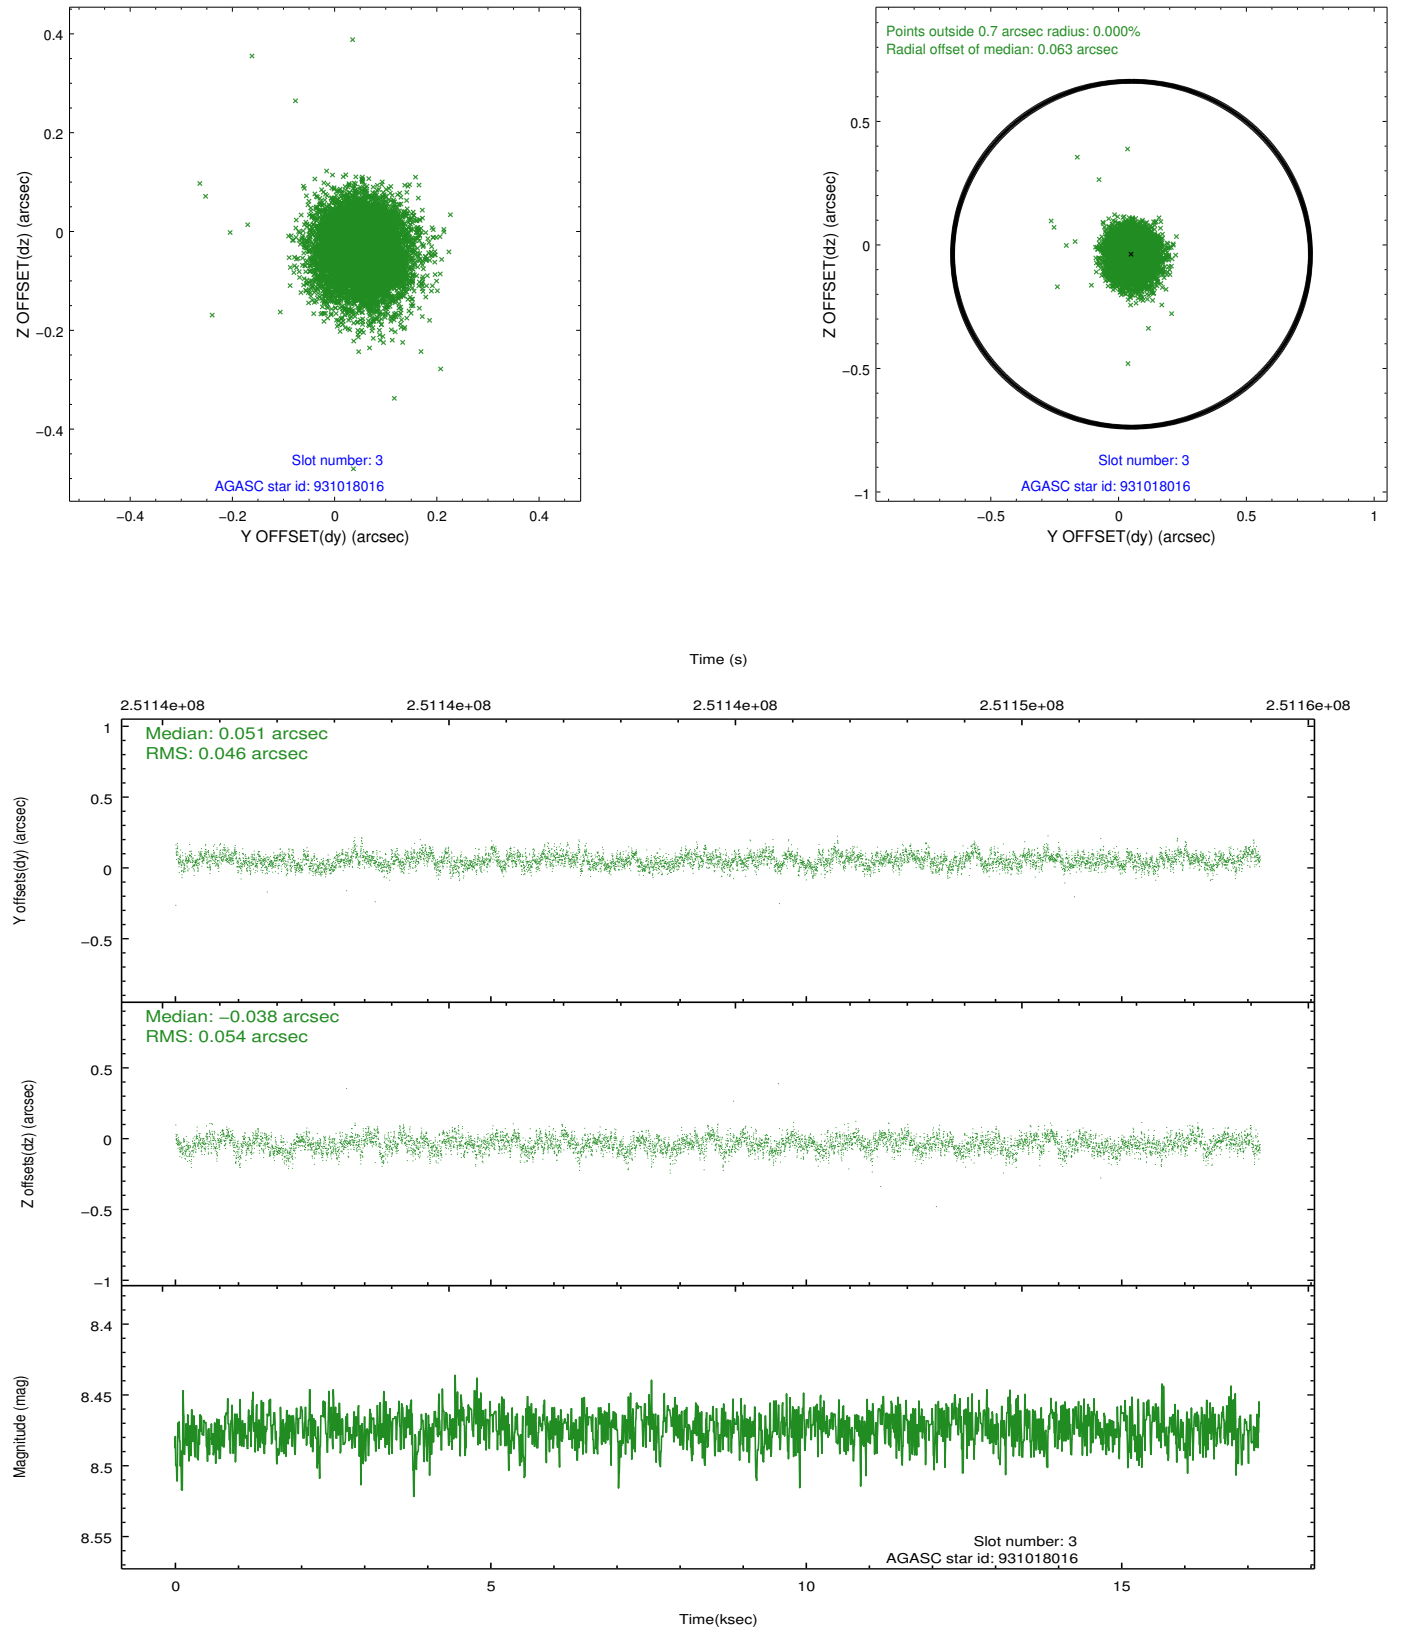 0.4
0.2
0
−0.2
−0.4
Z OFFSET(dz) (arcsec)
Slot number: 3
AGASC star id: 931018016
−0.4
−0.2
0
0.2
0.4
Y OFFSET(dy) (arcsec)
Points outside 0.7 arcsec radius: 0.000%
Radial offset of median: 0.063 arcsec
0.5
0
−0.5
−1
Z OFFSET(dz) (arcsec)
Slot number: 3
AGASC star id: 931018016
−0.5
0
0.5
1
Y OFFSET(dy) (arcsec)
Time (s)
2.5114e+08
2.5114e+08
2.5114e+08
2.5115e+08
2.5116e+08
Median: 0.051 arcsec
RMS: 0.046 arcsec
1
0.5
0
−0.5
Y offsets(dy) (arcsec)
Median: −0.038 arcsec
RMS: 0.054 arcsec
0.5
0
−0.5
−1
Z offsets(dz) (arcsec)
8.4
8.45
8.5
8.55
Magnitude (mag)
Slot number: 3
AGASC star id: 931018016
0
5
10
15
Time(ksec)